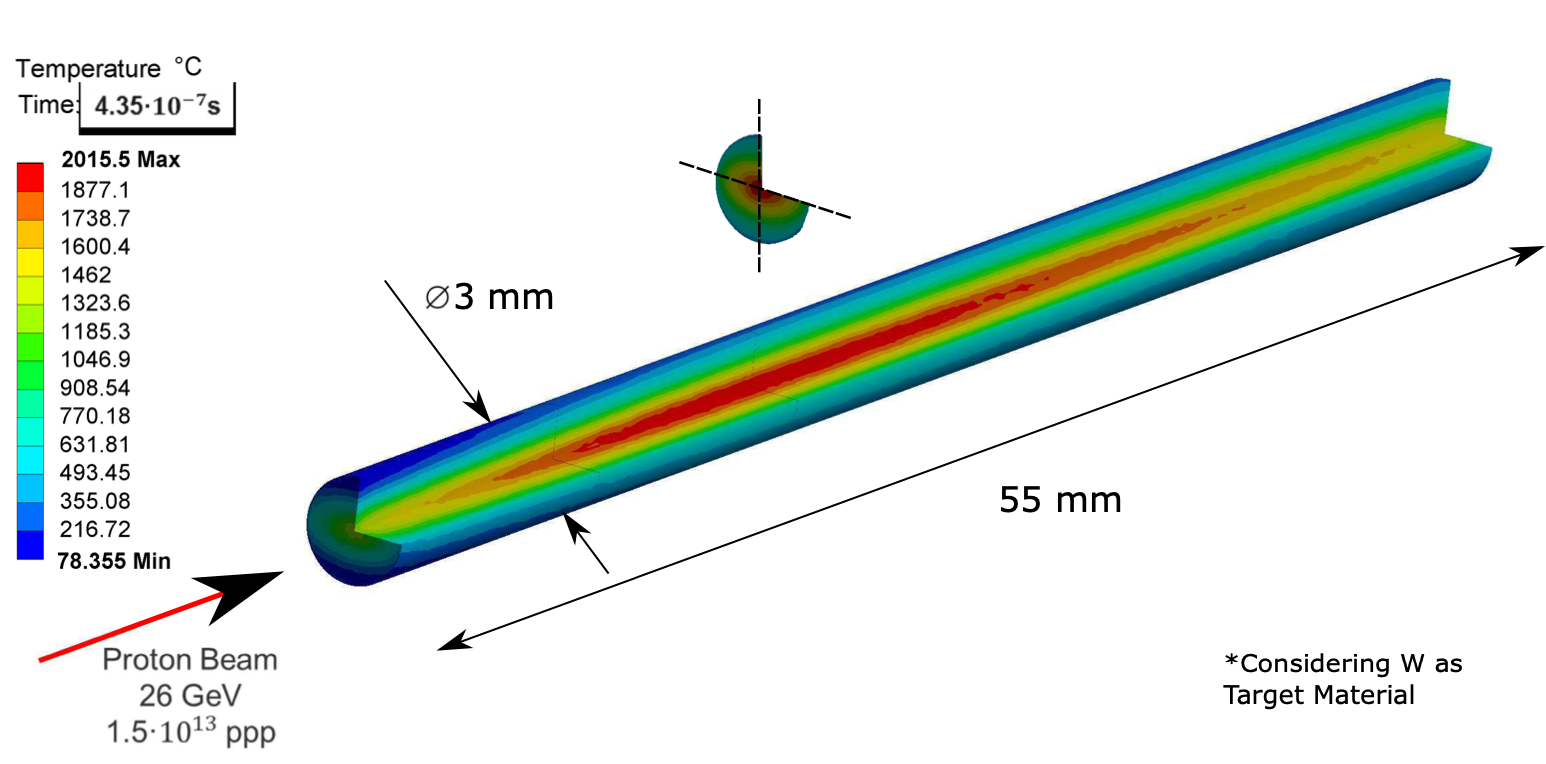 Temperature °C
Time: 4.35·10⁻⁷s
2015.5 Max
1877.1
1738.7
1600.4
1462
1323.6
1185.3
1046.9
908.54
770.18
631.81
493.45
355.08
216.72
78.355 Min
∅3 mm
55 mm
Proton Beam
26 GeV
1.5·10¹³ ppp
*Considering W as
Target Material